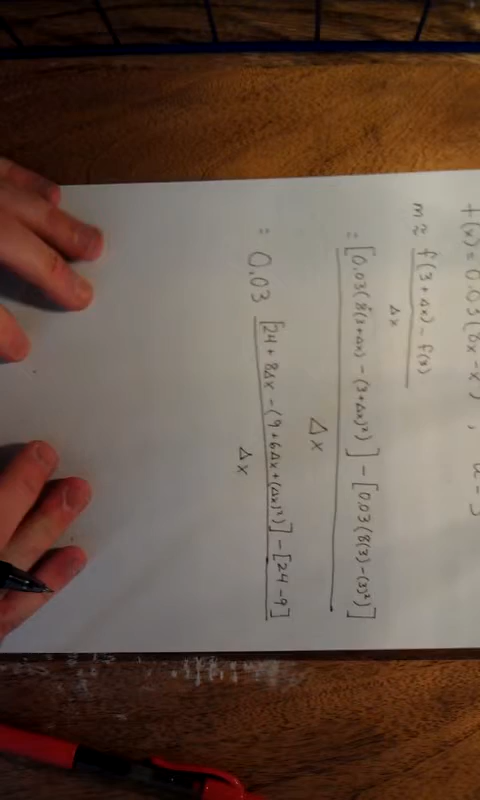 f(x) = 0.03(8x - x²), a = 3
m ≈ f(3 + Δx) - f(x)
Δx
= [0.03(8(3+Δx) - (3+Δx)²)] - [0.03(8(3) - (3)²)]
Δx
= 0.03 [24 + 8Δx - (9 + 6Δx + (Δx)²)] - [24 - 9]
Δx